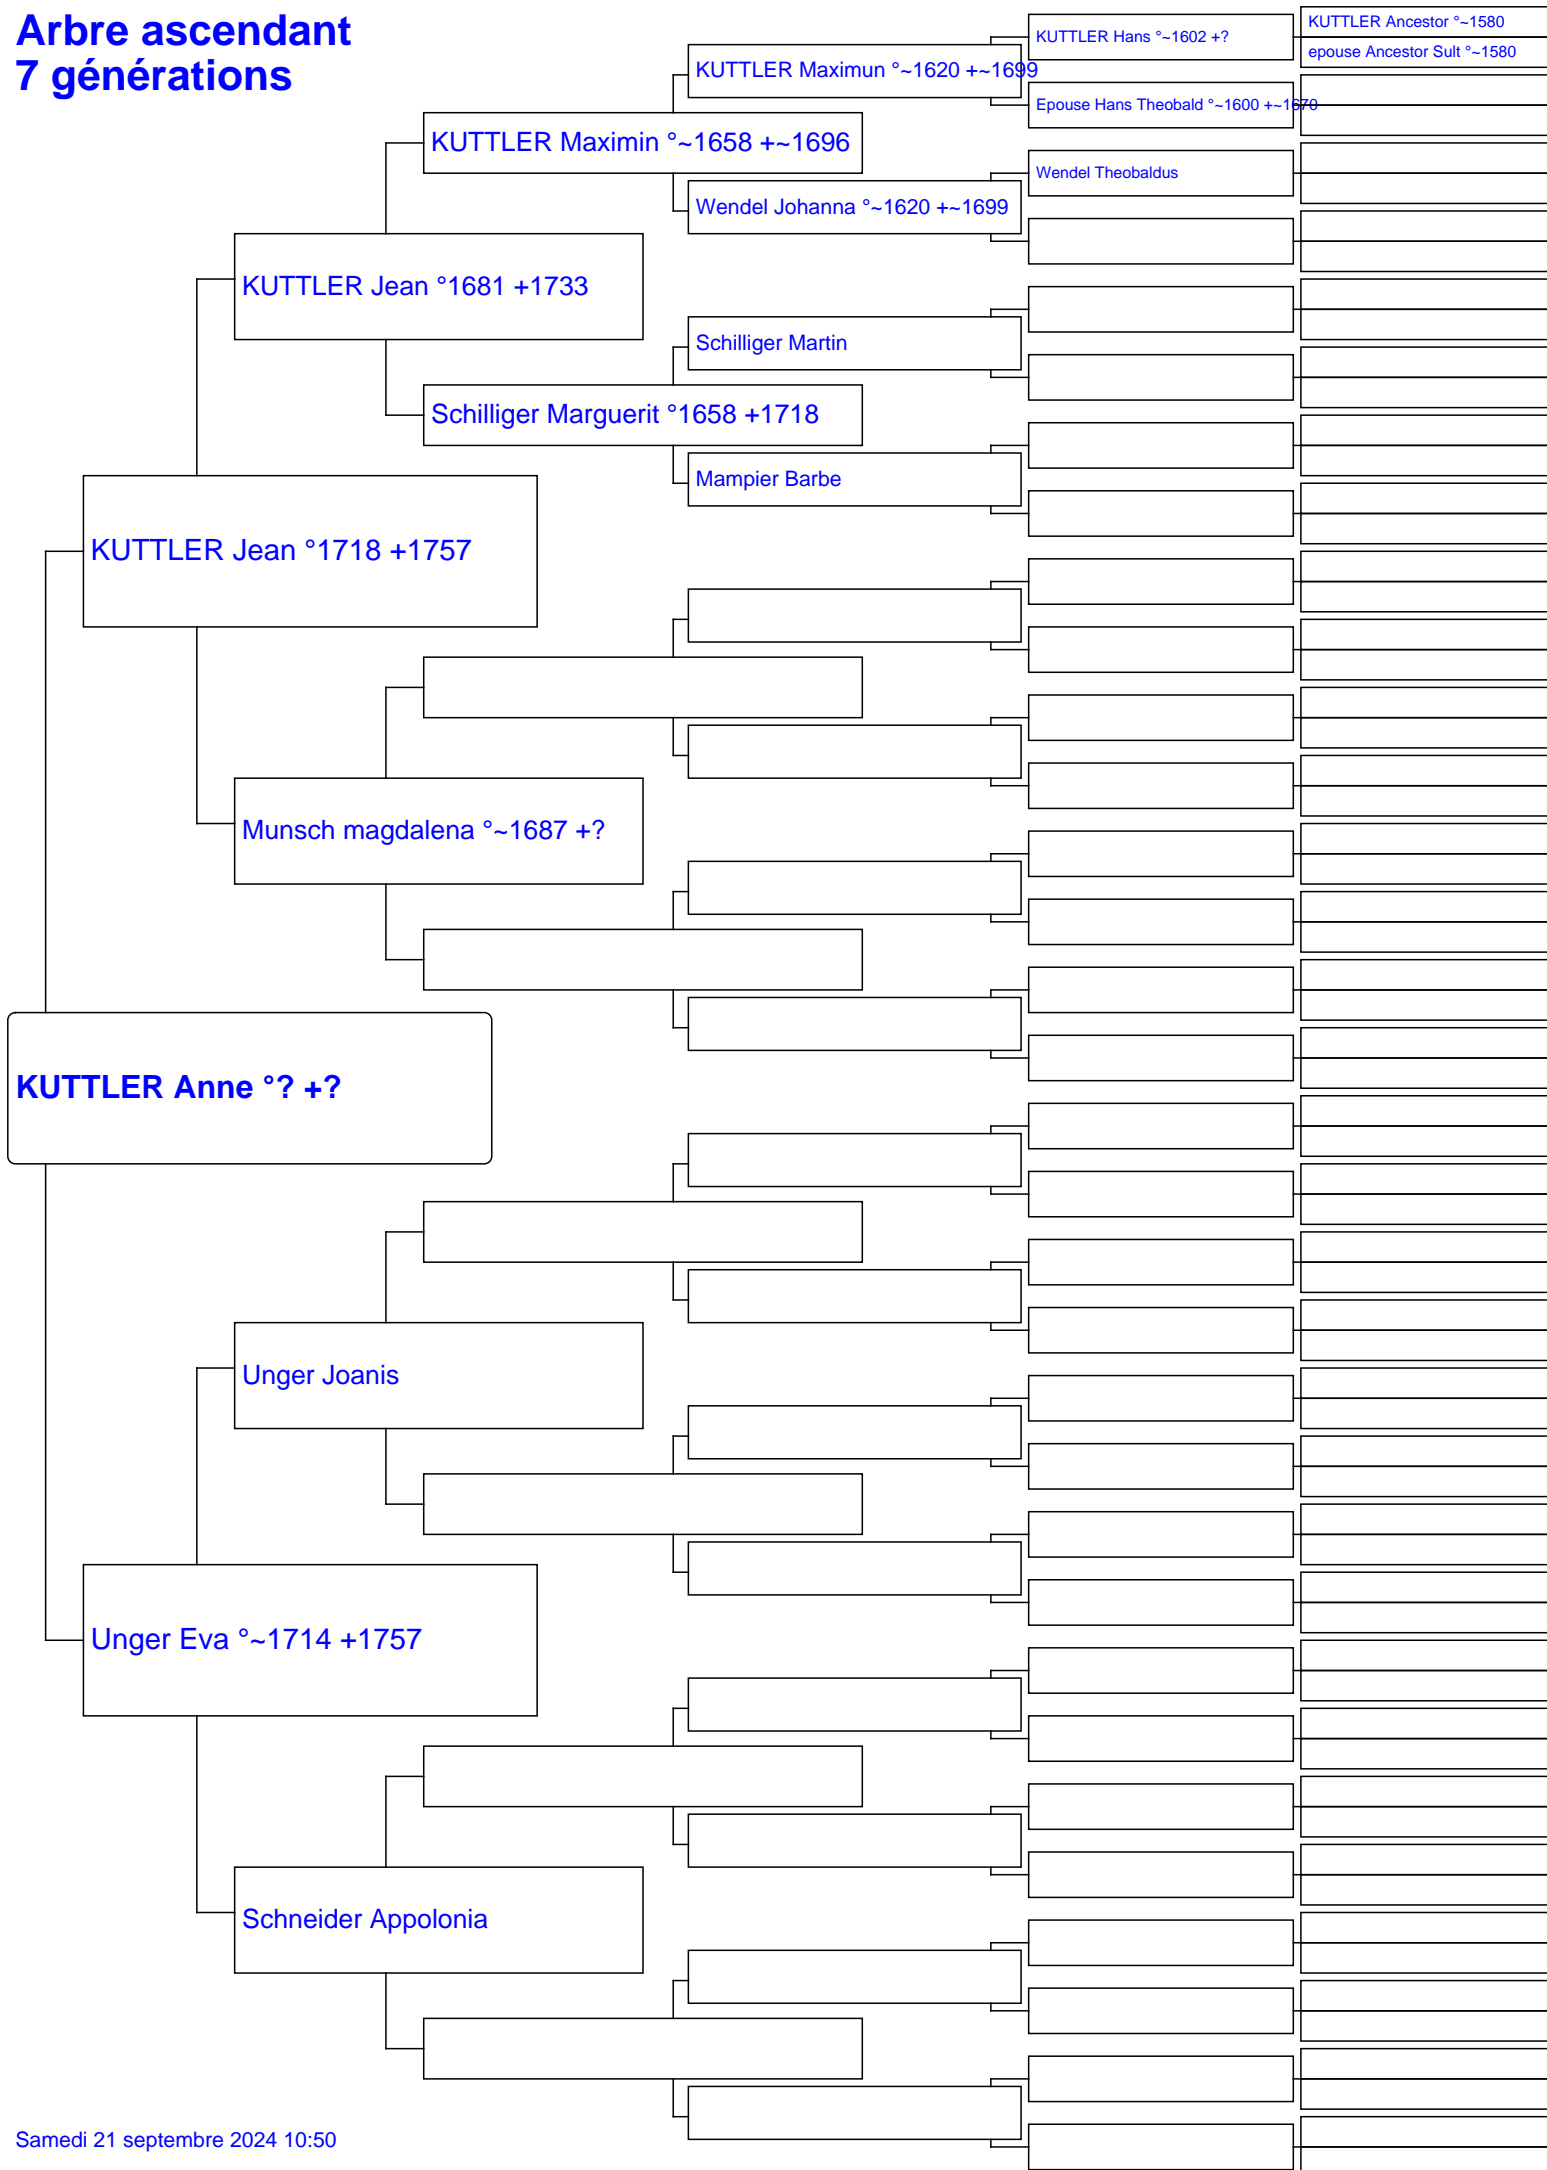 Arbre ascendant
7 générations
KUTTLER Ancestor °~1580
epouse Ancestor Sult °~1580
KUTTLER Hans °~1602 +?
KUTTLER Maximun °~1620 +~1699
Epouse Hans Theobald °~1600 +~1670
KUTTLER Maximin °~1658 +~1696
Wendel Theobaldus
Wendel Johanna °~1620 +~1699
KUTTLER Jean °1681 +1733
Schilliger Martin
Schilliger Marguerit °1658 +1718
Mampier Barbe
KUTTLER Jean °1718 +1757
Munsch magdalena °~1687 +?
KUTTLER Anne °? +?
Unger Joanis
Unger Eva °~1714 +1757
Schneider Appolonia
Samedi 21 septembre 2024 10:50